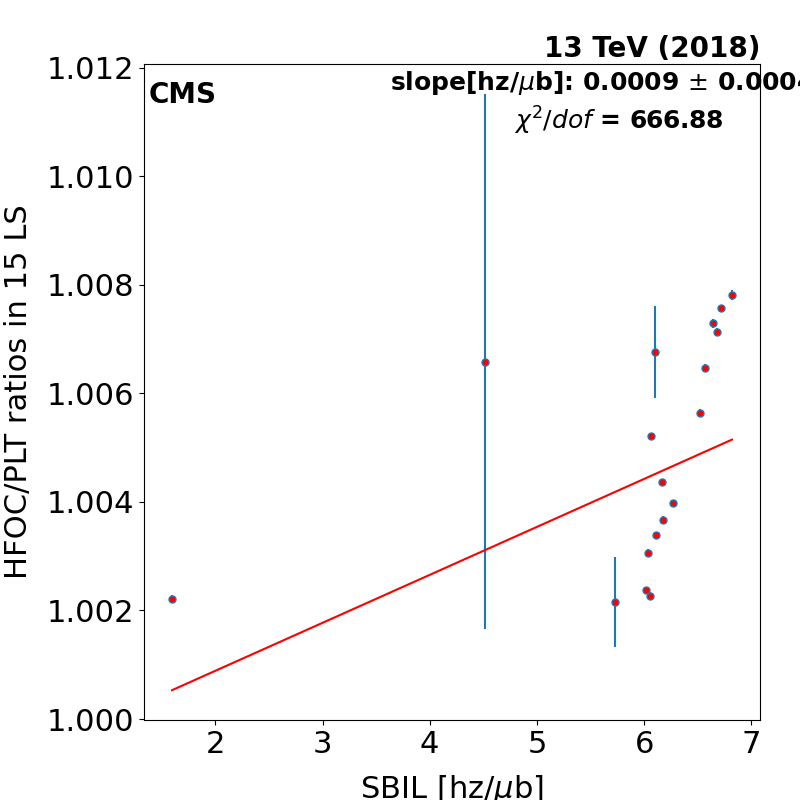 13 TeV (2018)
CMS
slope[hz/μb]: 0.0009 ± 0.0004
χ²/dof = 666.88
HFOC/PLT ratios in 15 LS
1.012
1.010
1.008
1.006
1.004
1.002
1.000
2 3 4 5 6 7
SBIL [hz/μb]